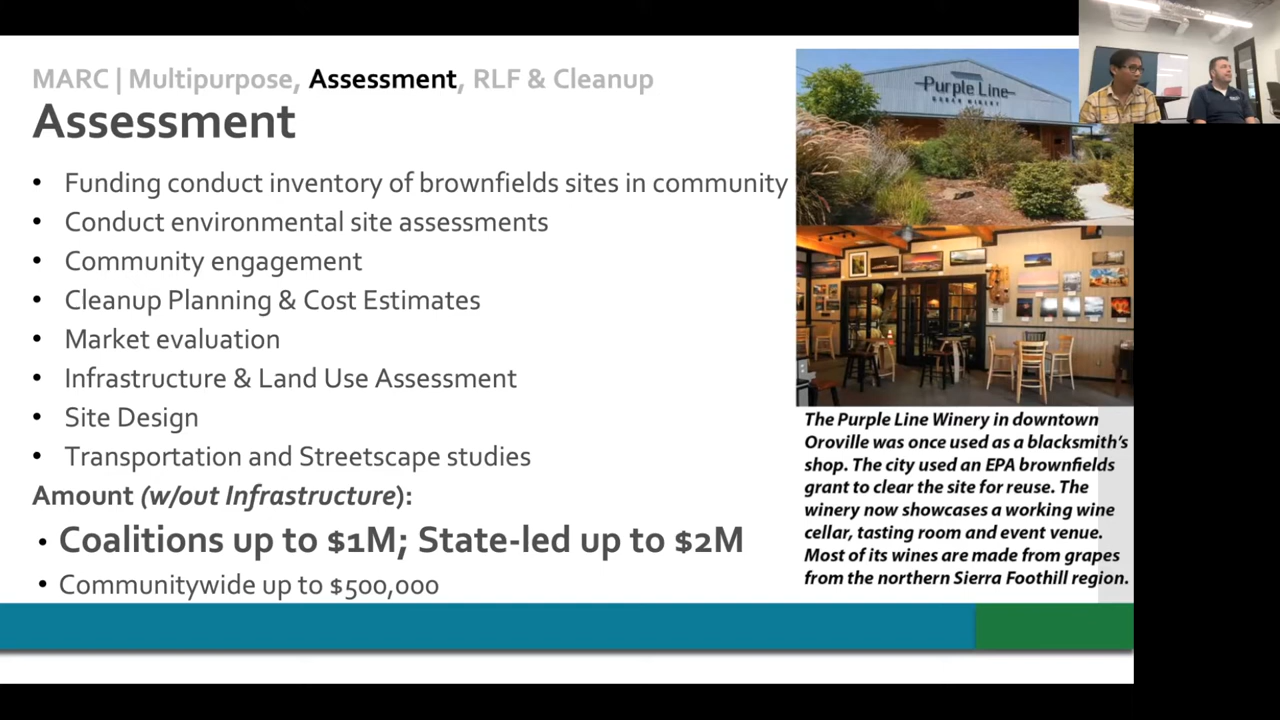 MARC | Multipurpose, Assessment, RLF & Cleanup
Assessment
• Funding conduct inventory of brownfields sites in community
• Conduct environmental site assessments
• Community engagement
• Cleanup Planning & Cost Estimates
• Market evaluation
• Infrastructure & Land Use Assessment
• Site Design
• Transportation and Streetscape studies
Amount (w/out Infrastructure):
• Coalitions up to $1M; State-led up to $2M
• Communitywide up to $500,000
Purple Line
URBAN WINERY
The Purple Line Winery in downtown
Oroville was once used as a blacksmith's
shop. The city used an EPA brownfields
grant to clear the site for reuse. The
winery now showcases a working wine
cellar, tasting room and event venue.
Most of its wines are made from grapes
from the northern Sierra Foothill region.